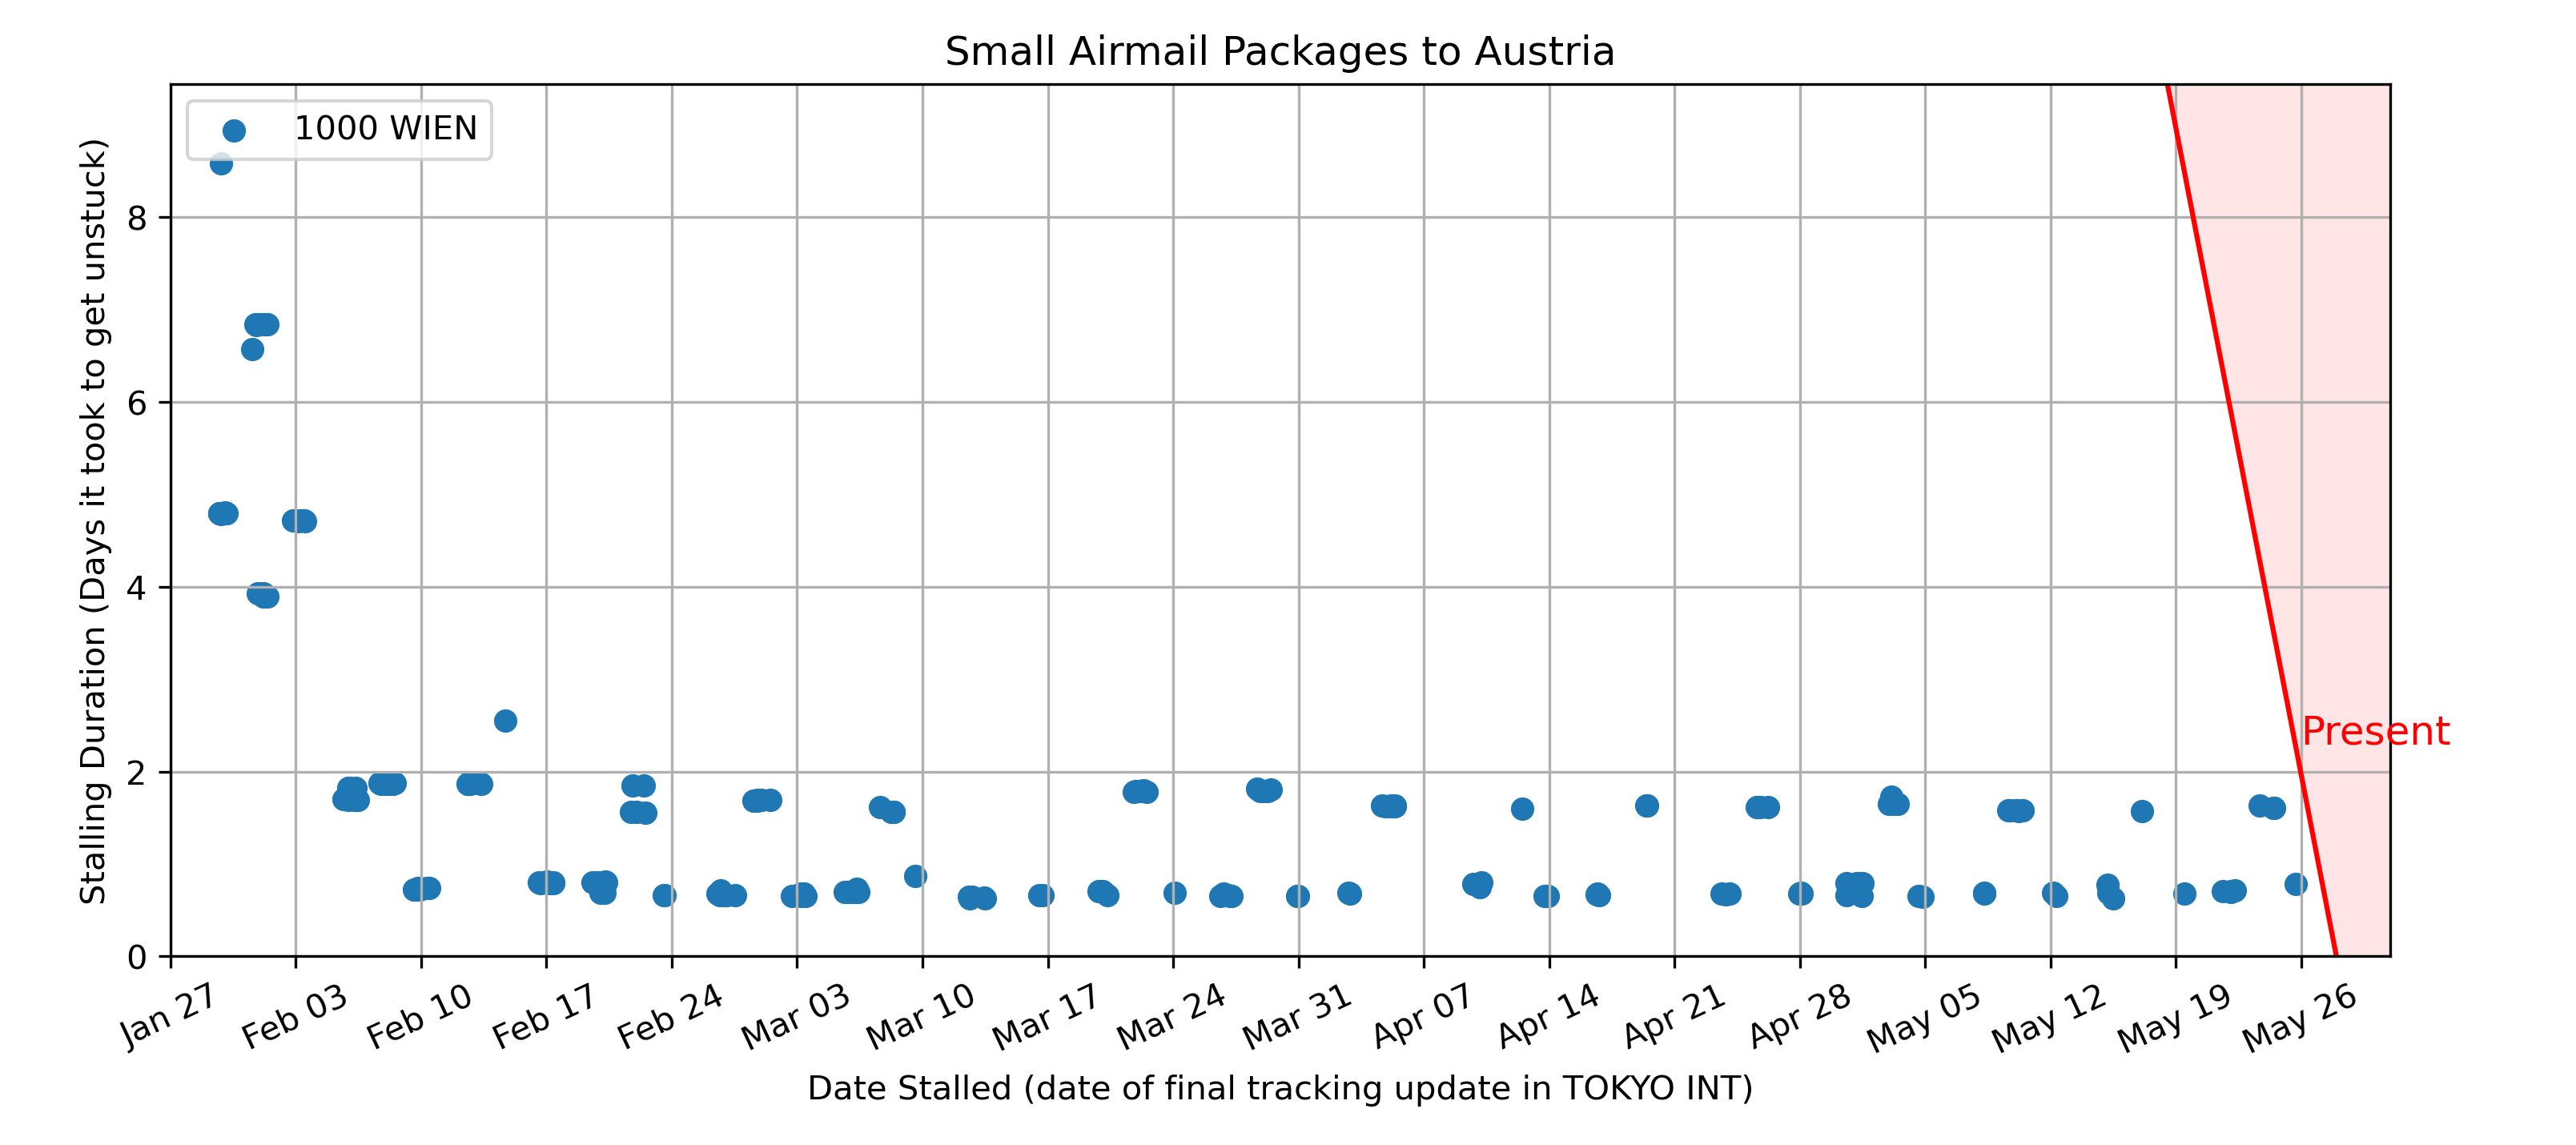 Small Airmail Packages to Austria
1000 WIEN
Stalling Duration (Days it took to get unstuck)
8
6
4
2
0
Present
Jan 27
Feb 03
Feb 10
Feb 17
Feb 24
Mar 03
Mar 10
Mar 17
Mar 24
Mar 31
Apr 07
Apr 14
Apr 21
Apr 28
May 05
May 12
May 19
May 26
Date Stalled (date of final tracking update in TOKYO INT)